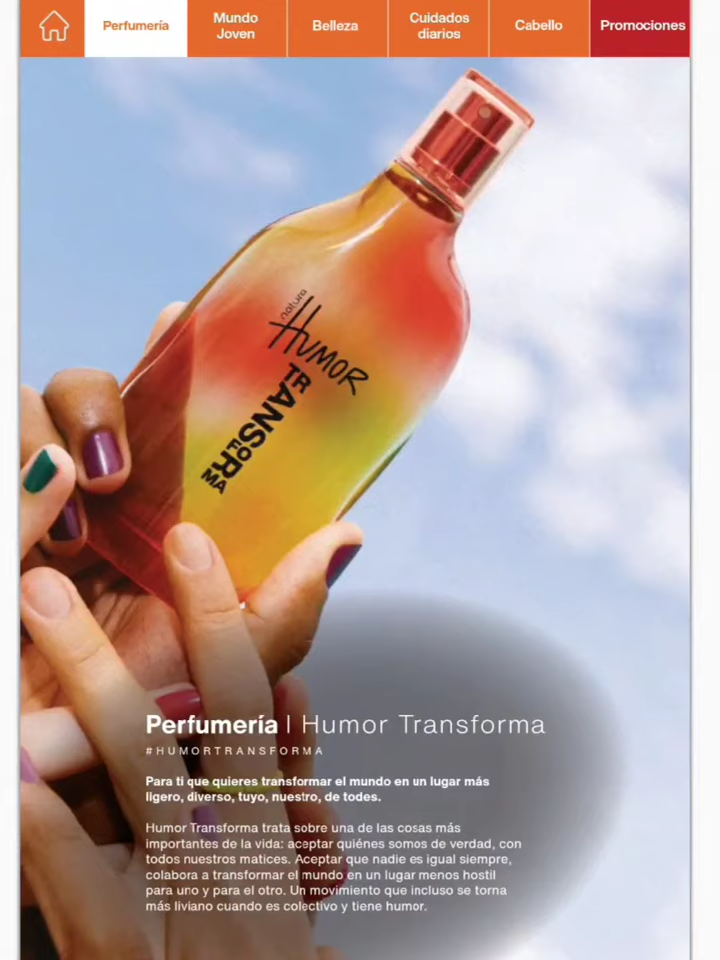 Perfumería
Mundo
Joven
Belleza
Cuidados
diarios
Cabello
Promociones
natura
HUMOR
TRANSFORMA
Perfumería | Humor Transforma
#HUMORTRANSFORMA
Para ti que quieres transformar el mundo en un lugar más
ligero, diverso, tuyo, nuestro, de todes.
Humor Transforma trata sobre una de las cosas más
importantes de la vida: aceptar quiénes somos de verdad, con
todos nuestros matices. Aceptar que nadie es igual siempre,
colabora a transformar el mundo en un lugar menos hostil
para uno y para el otro. Un movimiento que incluso se torna
más liviano cuando es colectivo y tiene humor.